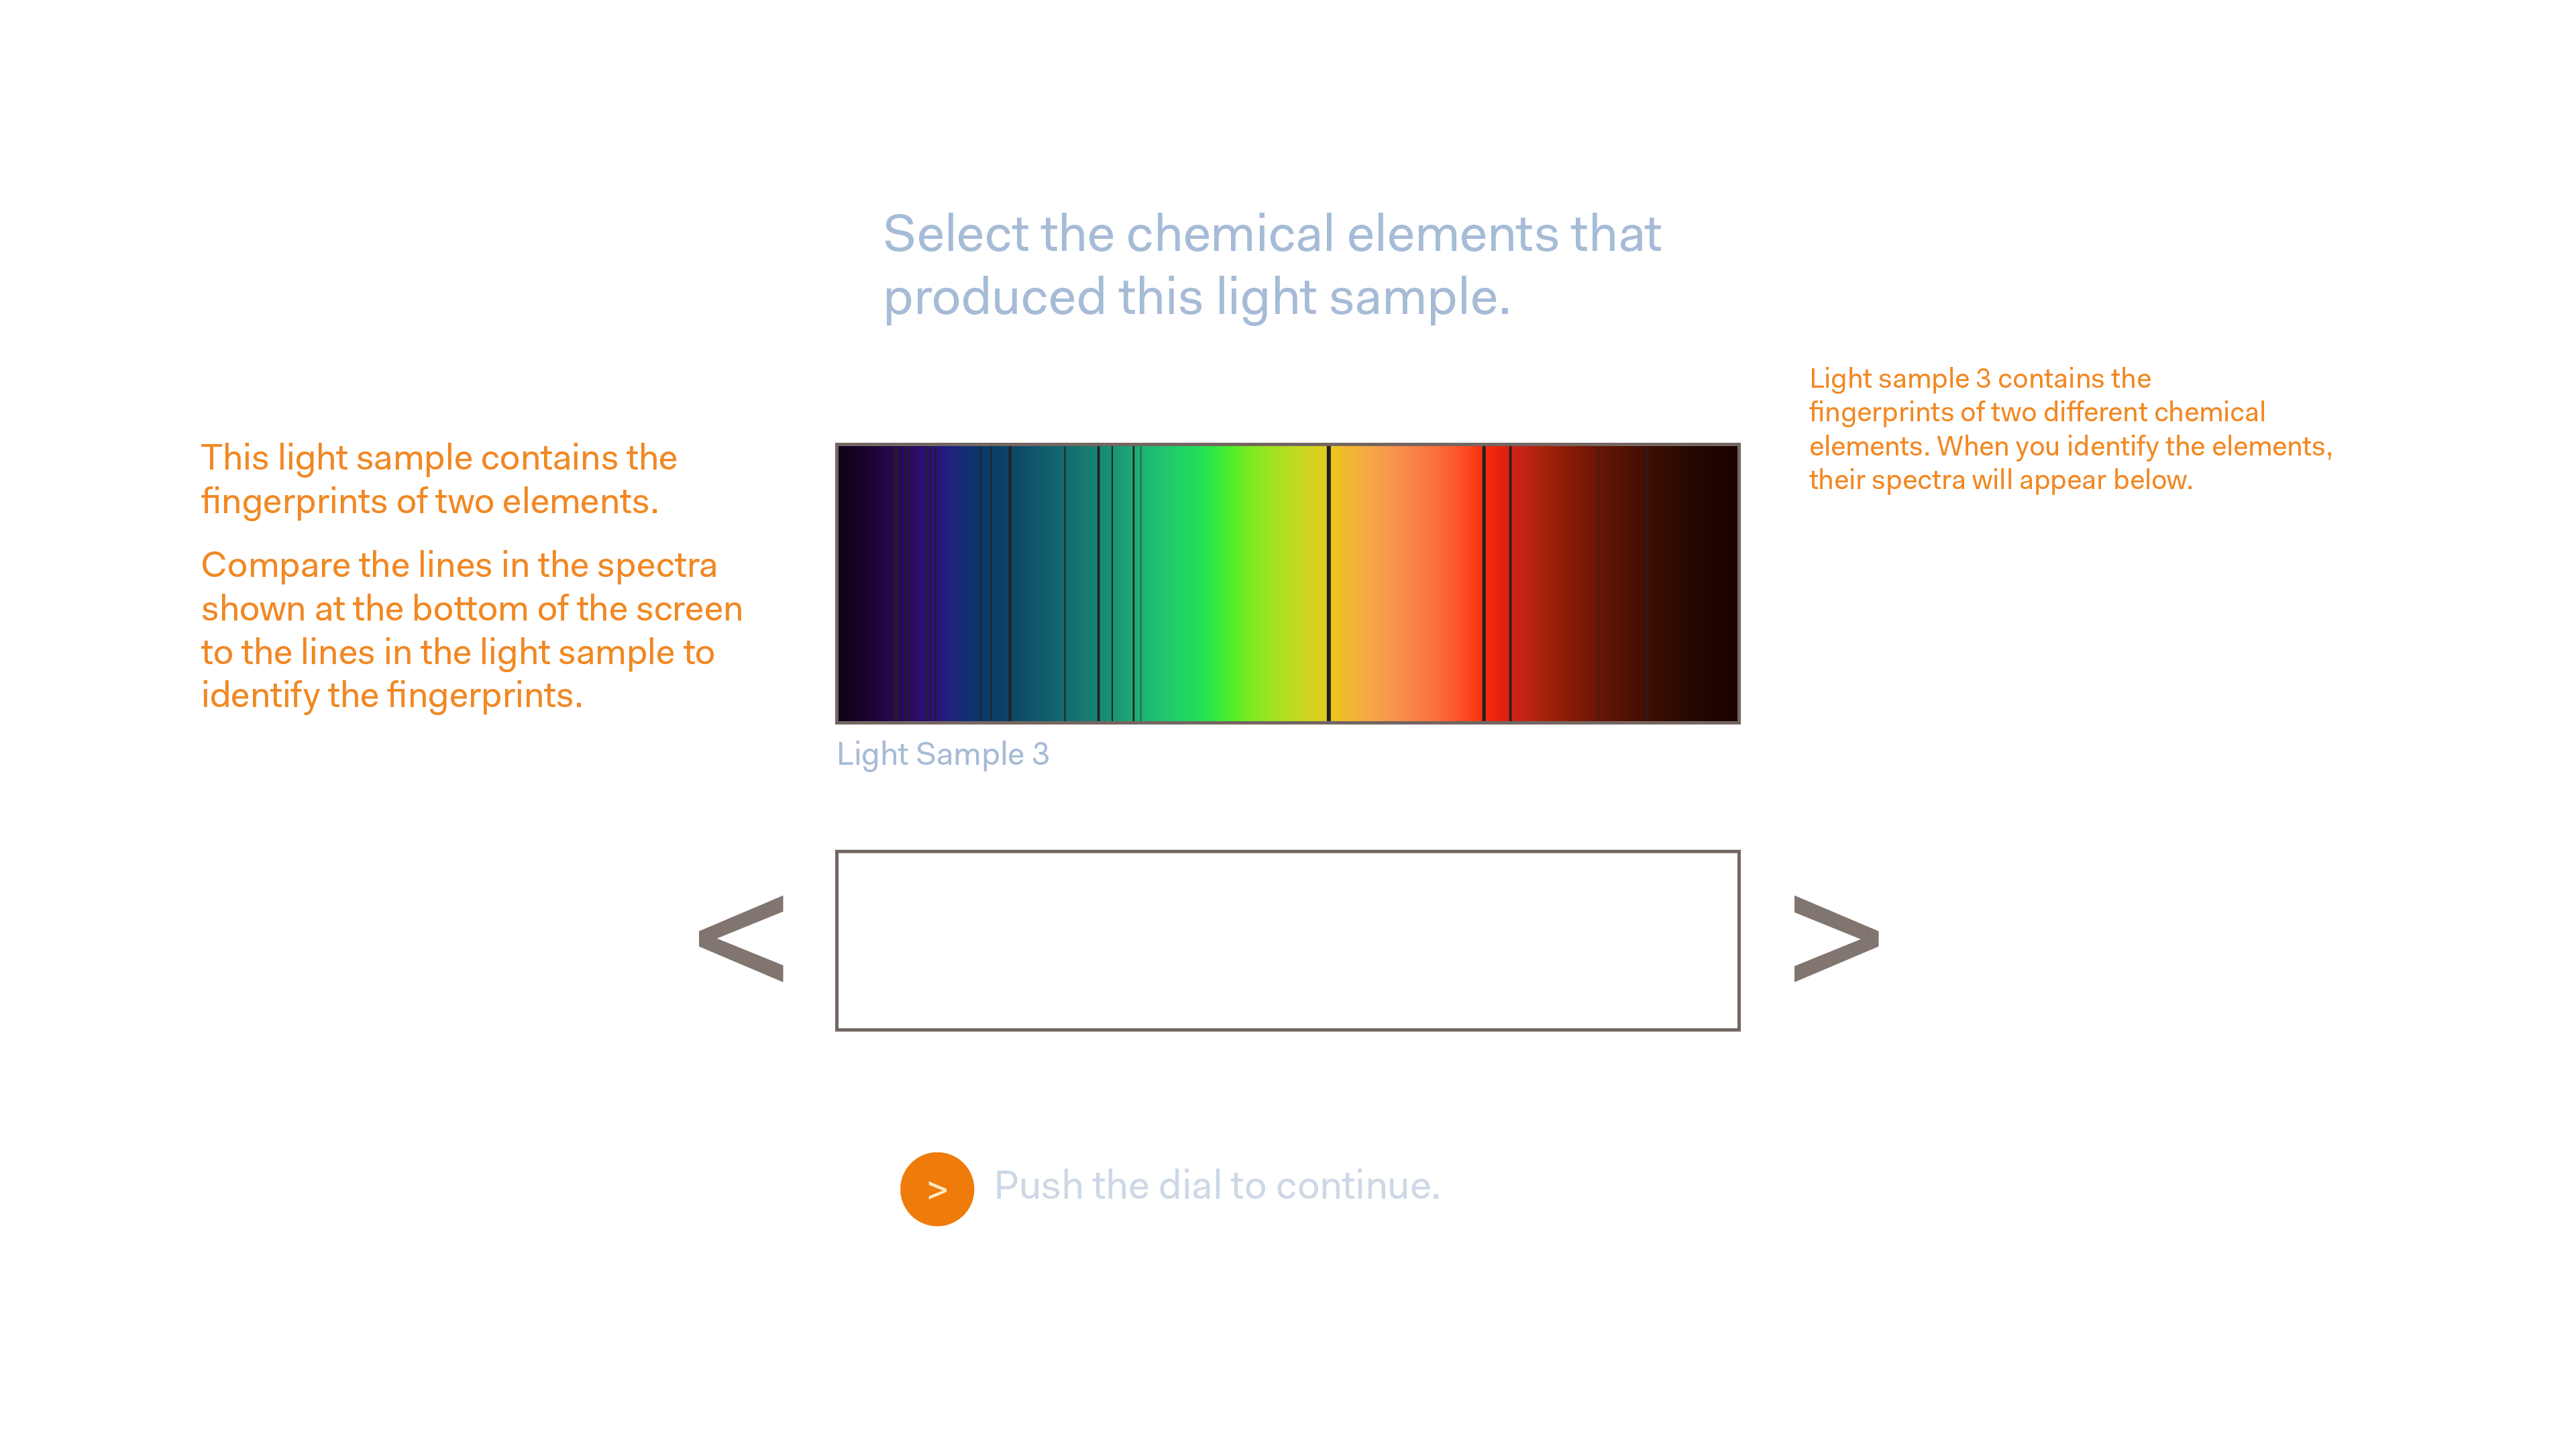 Select the chemical elements that
produced this light sample.
This light sample contains the
fingerprints of two elements.
Compare the lines in the spectra
shown at the bottom of the screen
to the lines in the light sample to
identify the fingerprints.
Light sample 3 contains the
fingerprints of two different chemical
elements. When you identify the elements,
their spectra will appear below.
Light Sample 3
<
>
> Push the dial to continue.